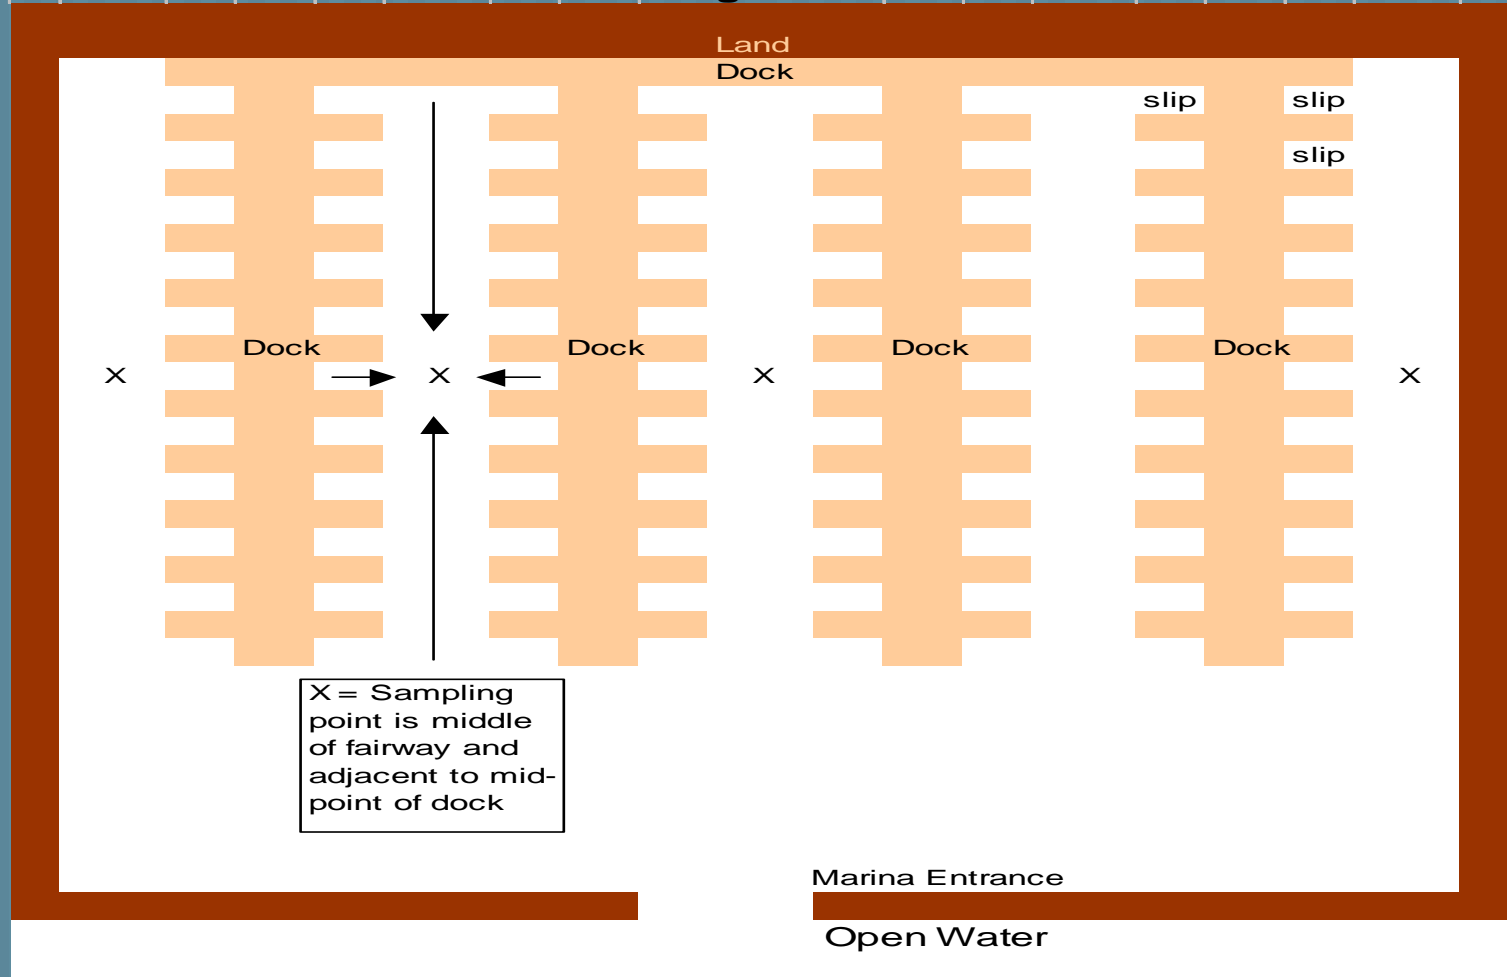 Land
Dock
slip slip
slip
Dock Dock Dock Dock
X X X X
X = Sampling
point is middle
of fairway and
adjacent to mid-
point of dock
Marina Entrance
Open Water